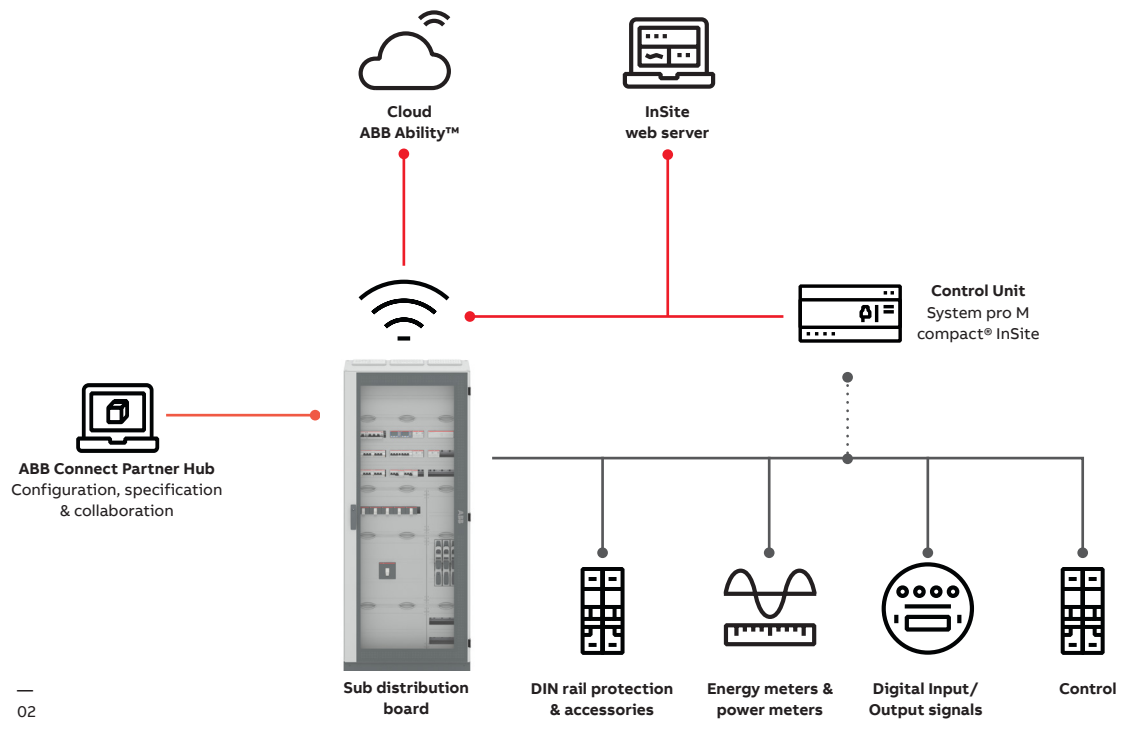 Cloud
ABB Ability™
InSite
web server
Control Unit
System pro M
compact® InSite
ABB Connect Partner Hub
Configuration, specification
& collaboration
ABB
Sub distribution
board
DIN rail protection
& accessories
Energy meters &
power meters
Digital Input/
Output signals
Control
—
02